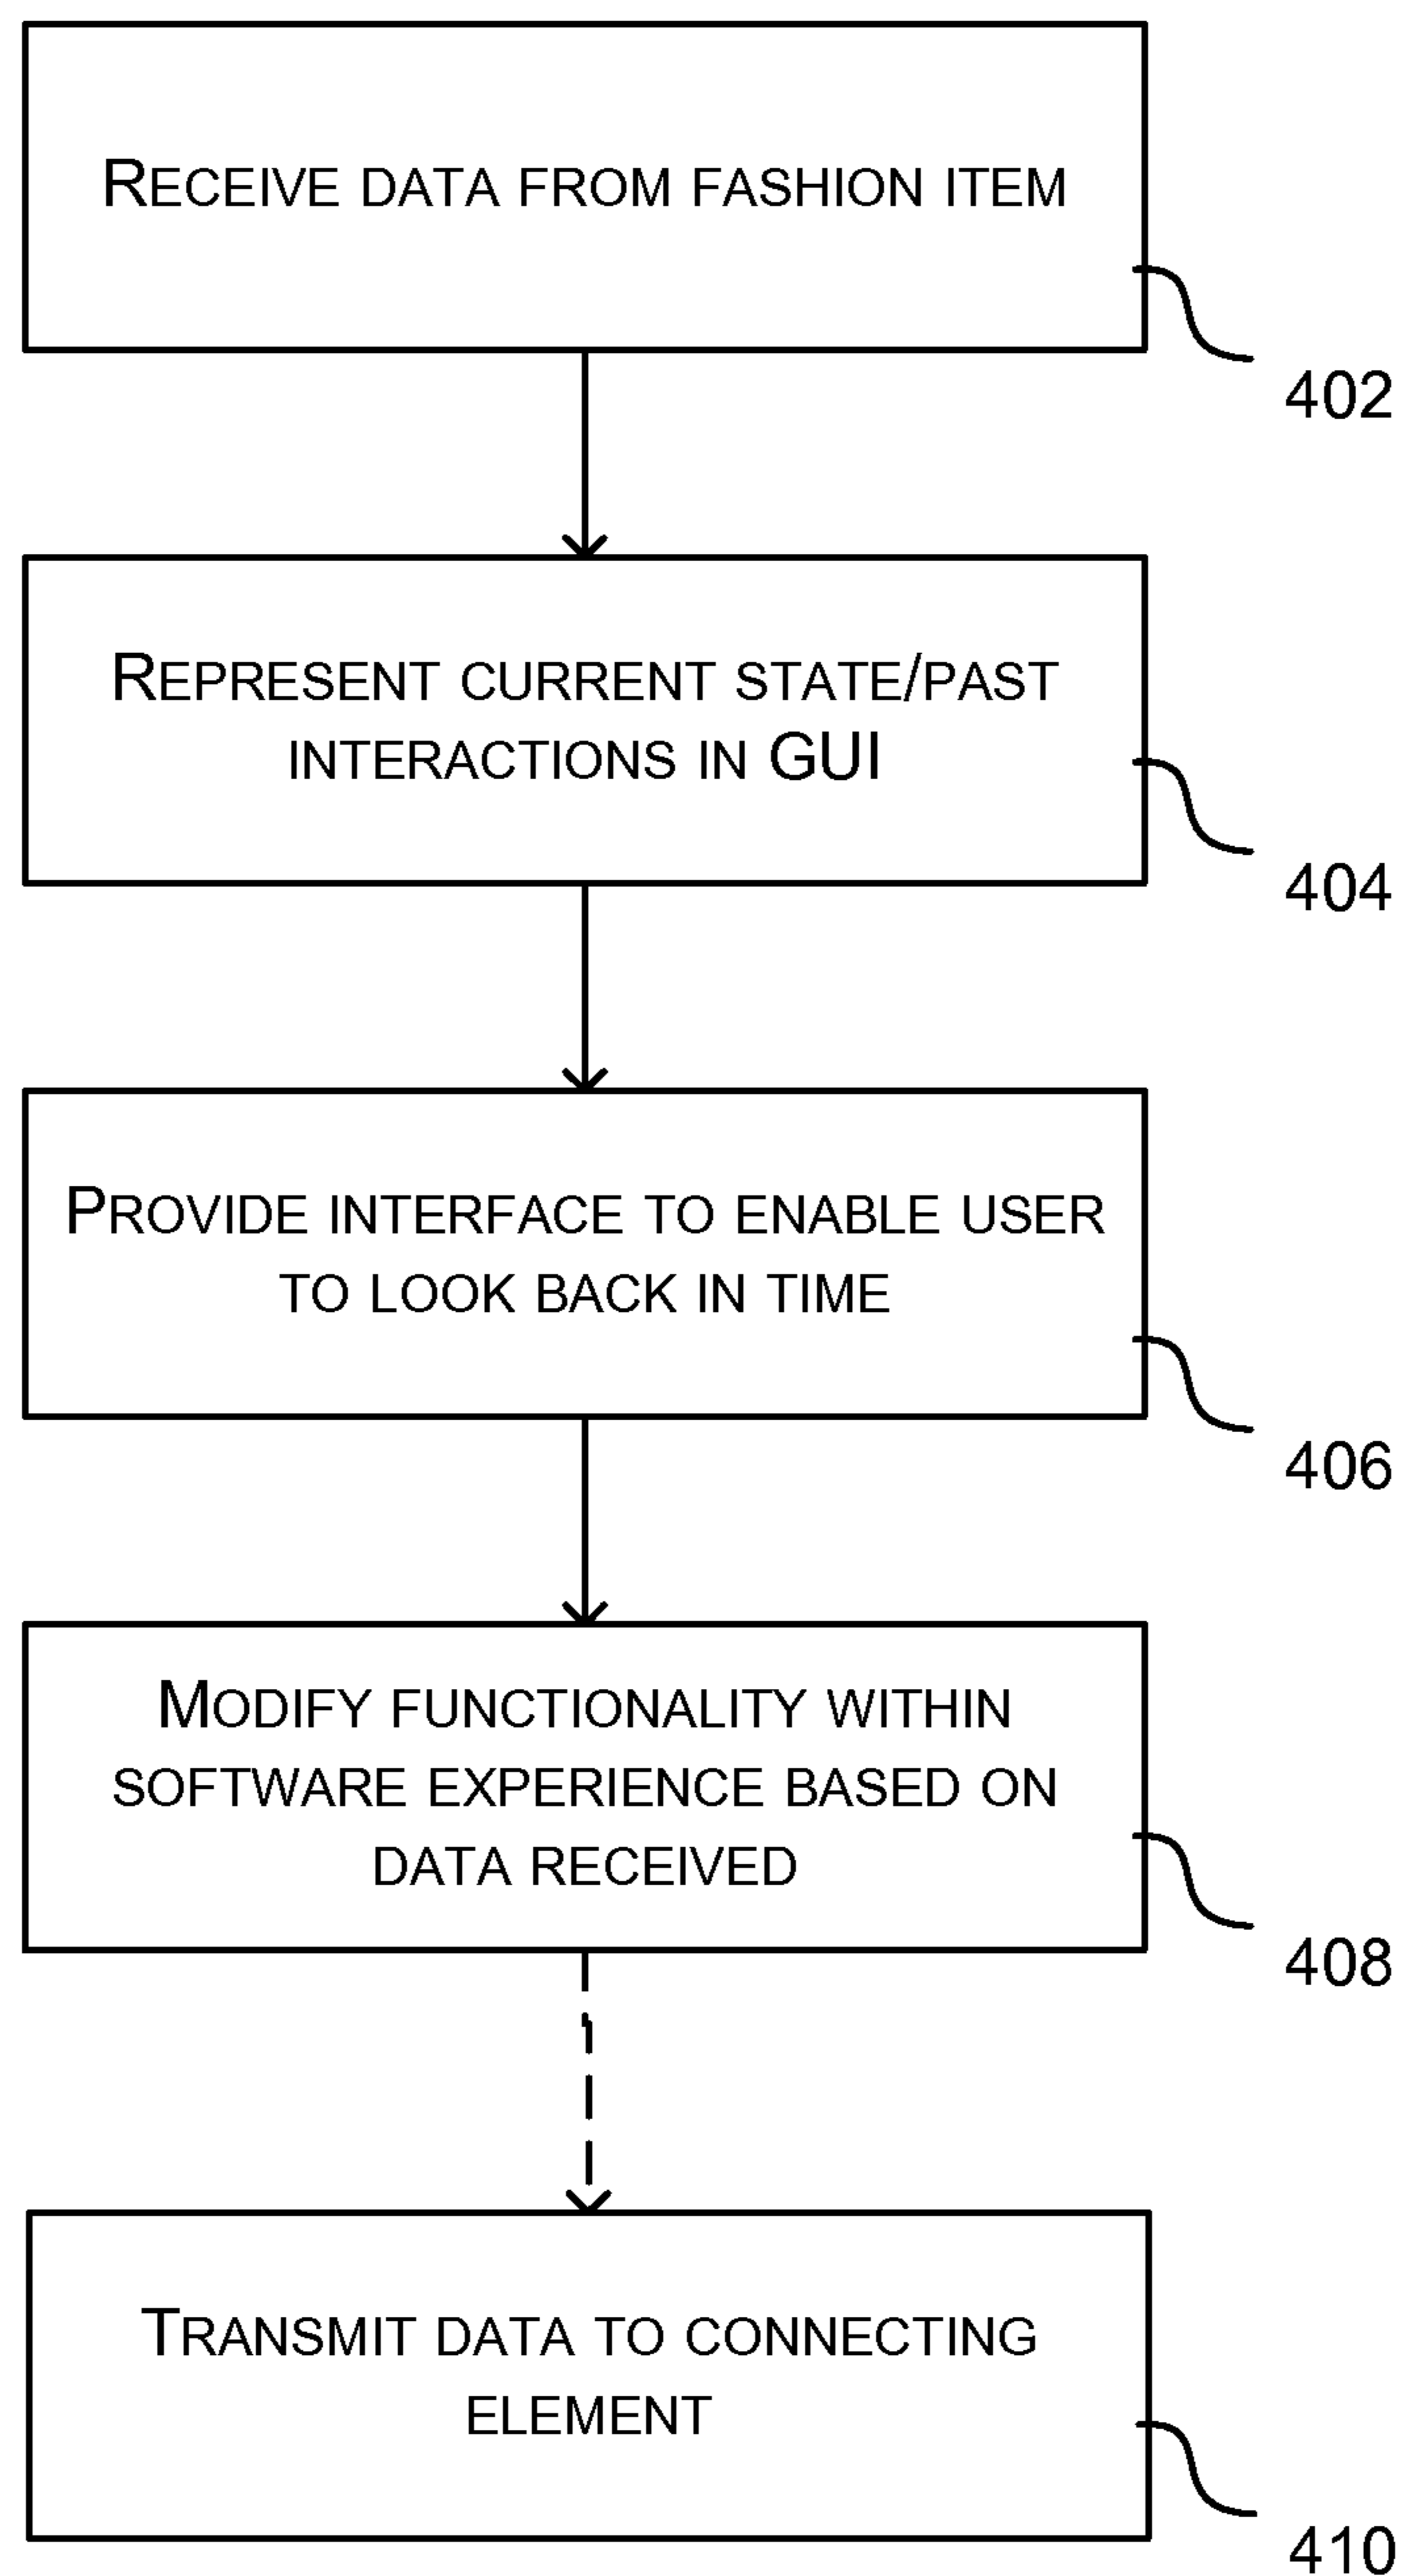 RECEIVE DATA FROM FASHION ITEM
402
REPRESENT CURRENT STATE/PAST
INTERACTIONS IN GUI
404
PROVIDE INTERFACE TO ENABLE USER
TO LOOK BACK IN TIME
406
MODIFY FUNCTIONALITY WITHIN
SOFTWARE EXPERIENCE BASED ON
DATA RECEIVED
408
TRANSMIT DATA TO CONNECTING
ELEMENT
410